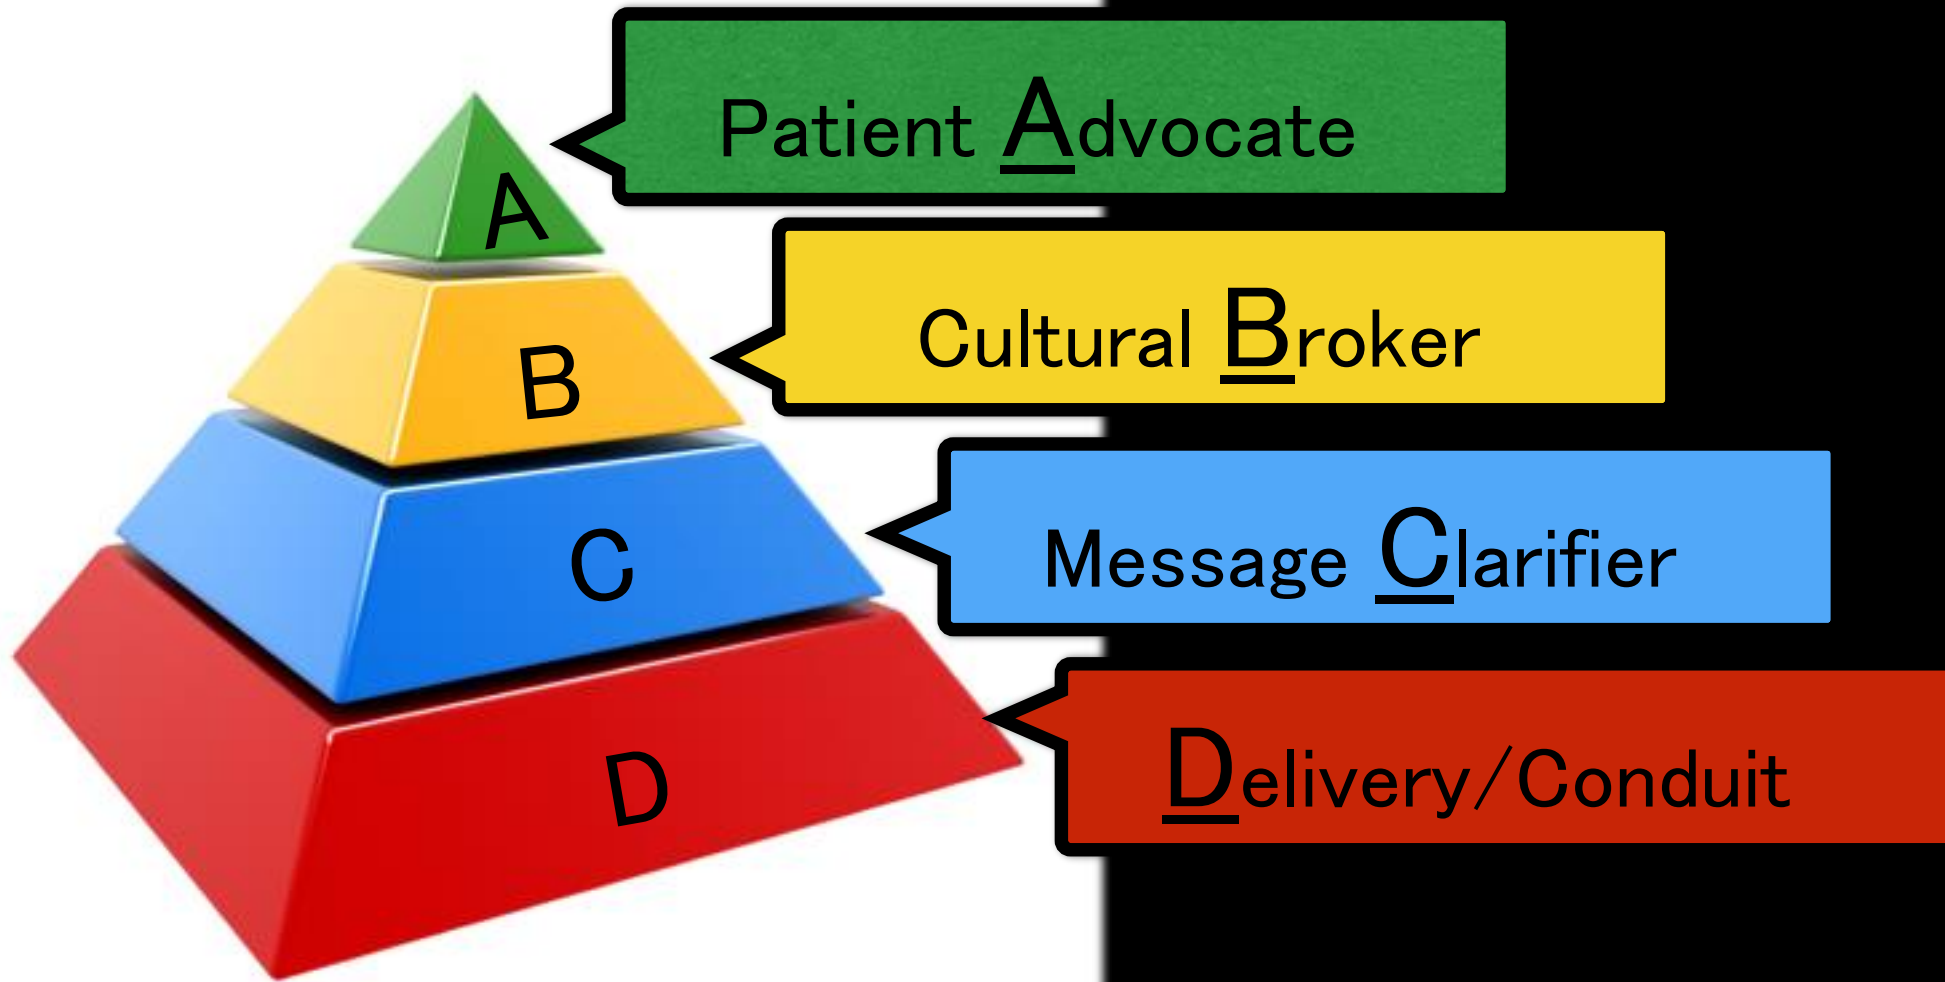 Patient Advocate
A
Cultural Broker
B
Message Clarifier
C
Delivery/Conduit
D